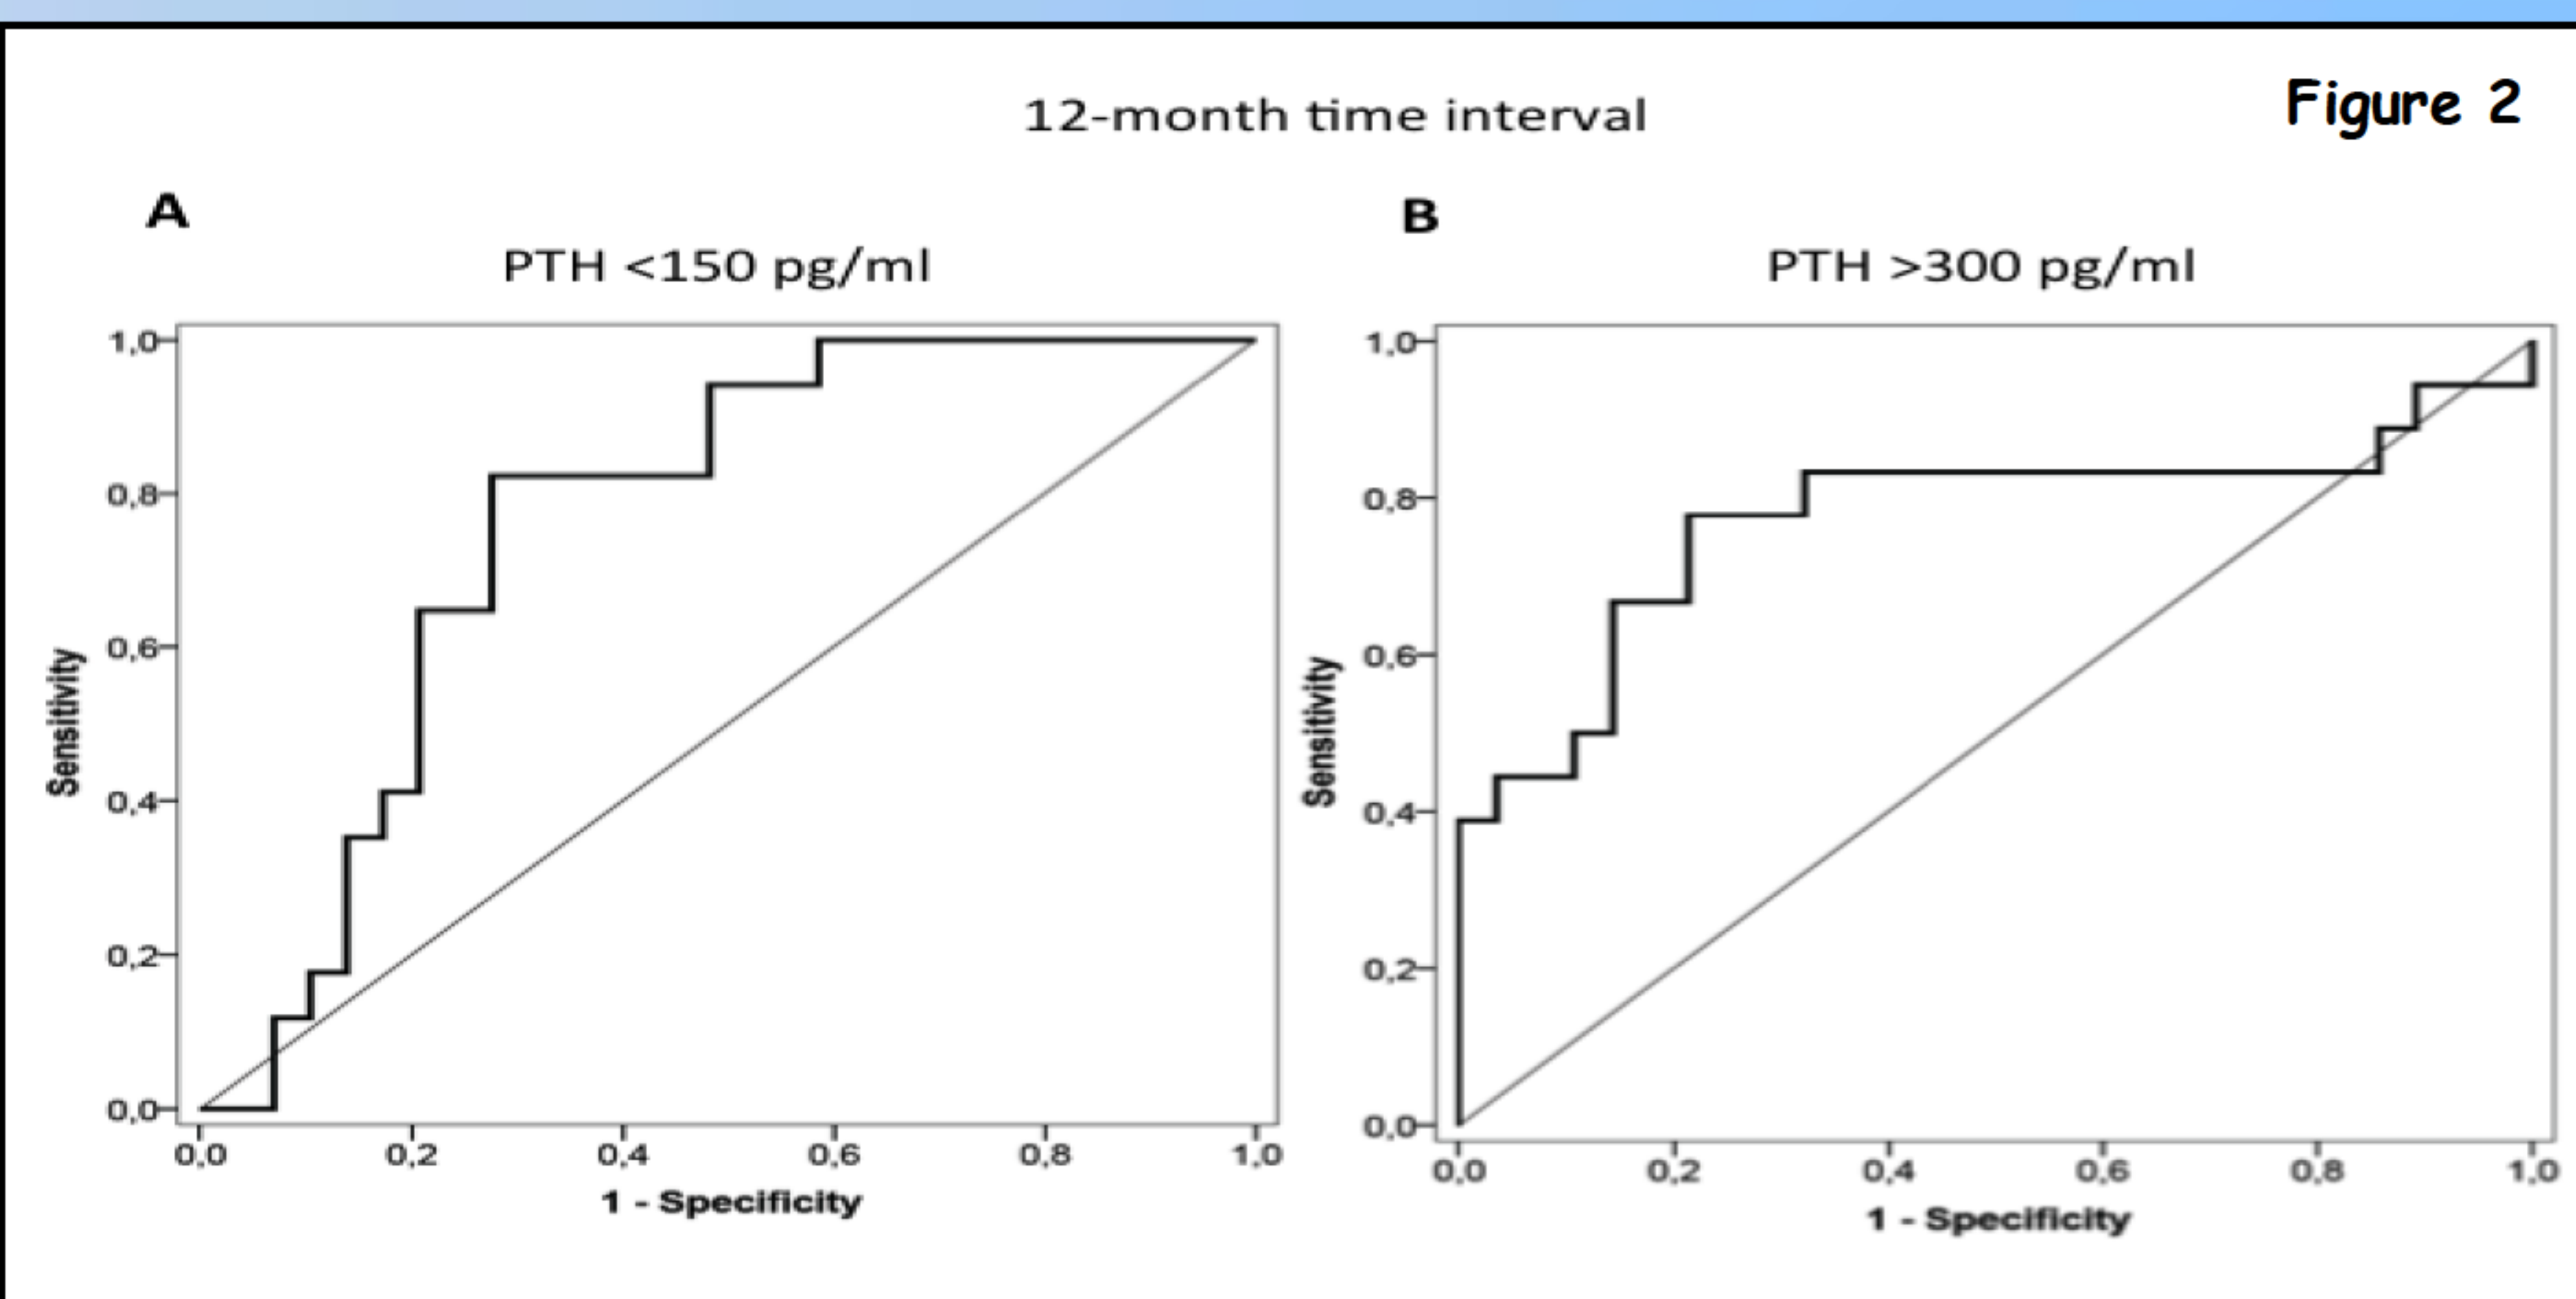 Figure 2
12-month time interval
A
PTH <150 pg/ml
1,0
0,8
0,6
0,4
0,2
0,0
Sensitivity
0,0 0,2 0,4 0,6 0,8 1,0
1 - Specificity
B
PTH >300 pg/ml
1,0
0,8
0,6
0,4
0,2
0,0
Sensitivity
0,0 0,2 0,4 0,6 0,8 1,0
1 - Specificity